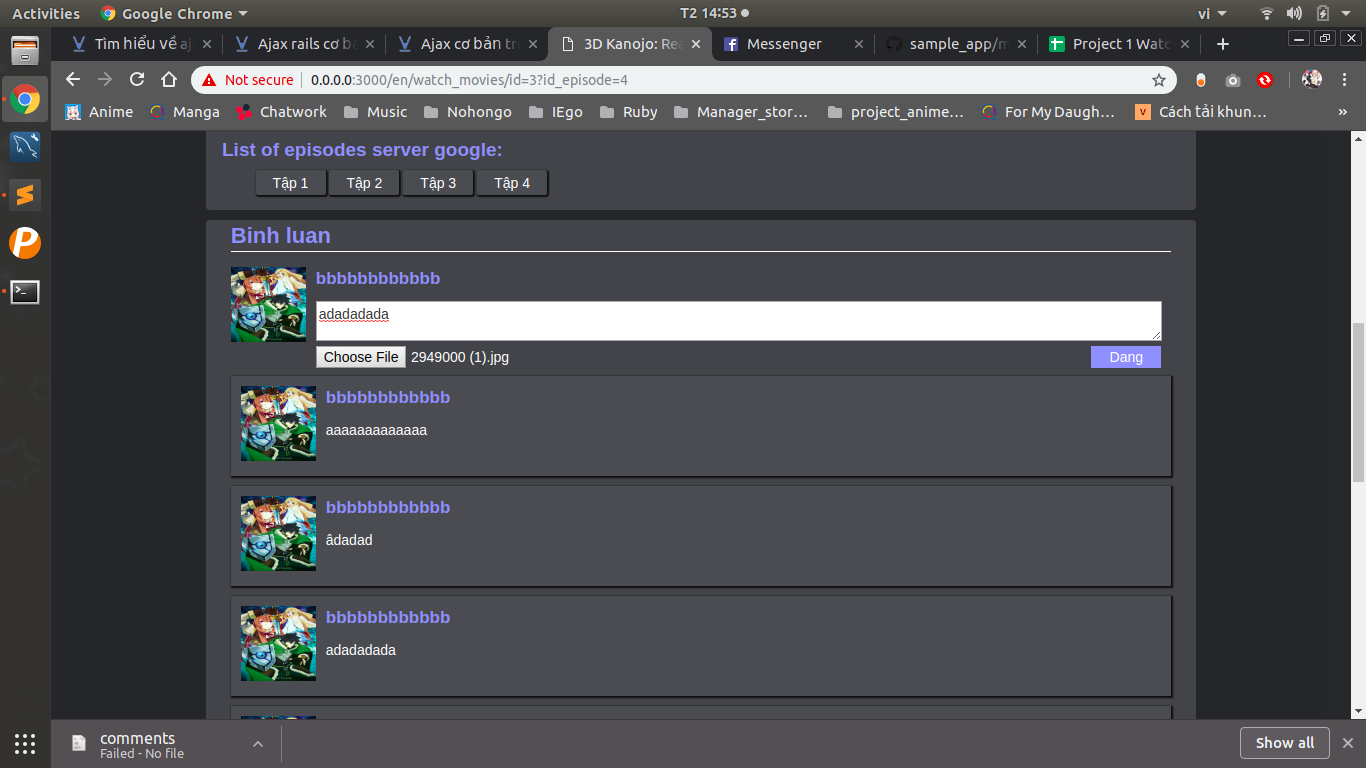 Activities Google Chrome T2 14:53 vi
Tìm hiểu về aj Ajax rails cơ bả Ajax cơ bản tr 3D Kanojo: Rea Messenger sample_app/m Project 1 Watc
Not secure 0.0.0.0:3000/en/watch_movies/id=3?id_episode=4
Anime Manga Chatwork Music Nohongo IEgo Ruby Manager_stor… project_anime… For My Daugh… Cách tải khun… »
List of episodes server google:
Tập 1 Tập 2 Tập 3 Tập 4
Binh luan
bbbbbbbbbbbb
adadadada
Choose File 2949000 (1).jpg Dang
bbbbbbbbbbbb
aaaaaaaaaaaaa
bbbbbbbbbbbb
âdadad
bbbbbbbbbbbb
adadadada
comments
Failed - No file
Show all